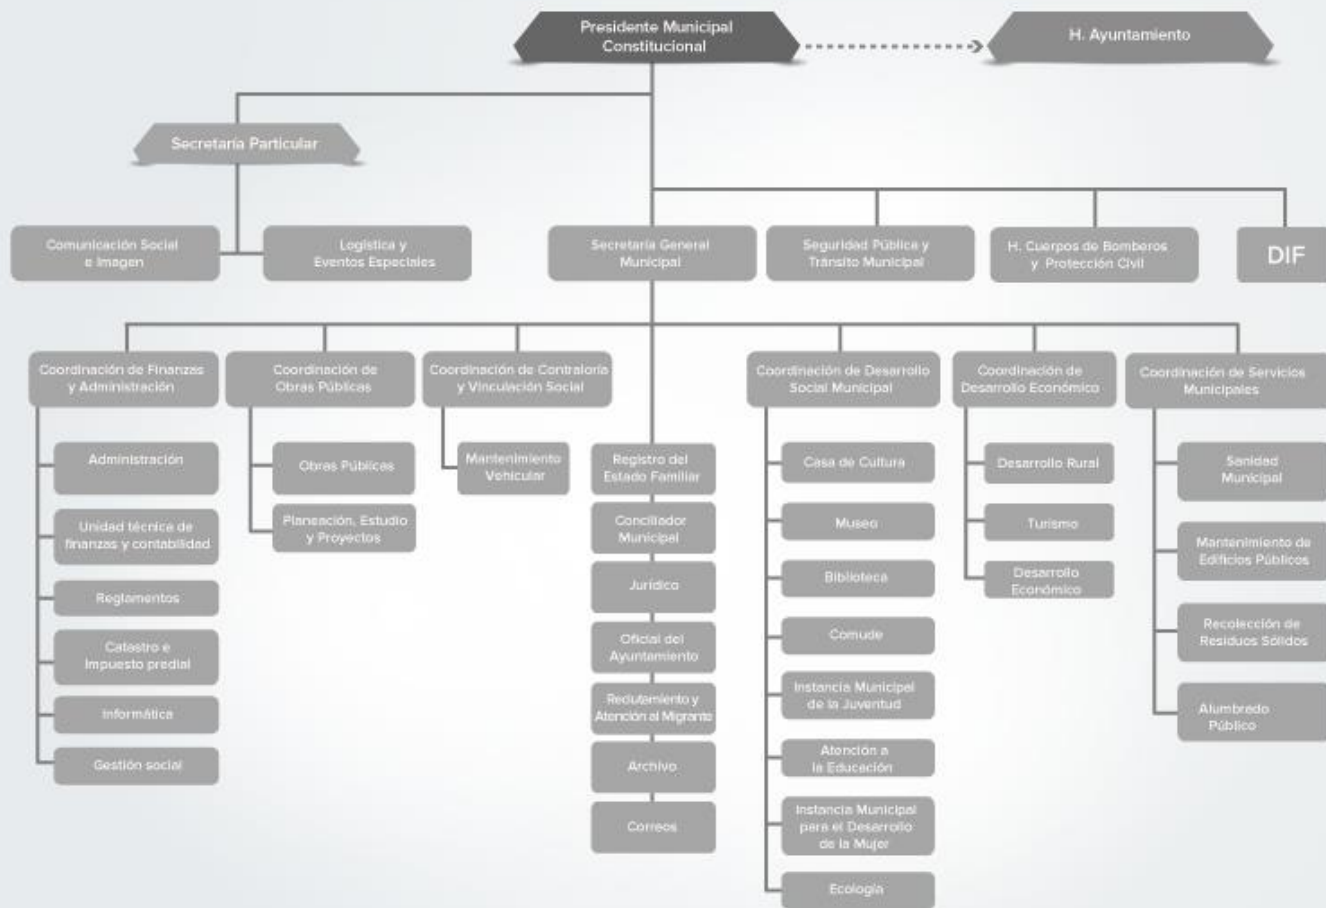 Presidente Municipal
Constitucional
H. Ayuntamiento
Secretaría Particular
Comunicación Social
e Imagen
Logística y
Eventos Especiales
Secretaría General
Municipal
Seguridad Pública y
Tránsito Municipal
H. Cuerpos de Bomberos
y Protección Civil
DIF
Coordinación de Finanzas
y Administración
Coordinación de
Obras Públicas
Coordinación de Contraloría
y Vinculación Social
Coordinación de Desarrollo
Social Municipal
Coordinación de
Desarrollo Económico
Coordinación de Servicios
Municipales
Administración
Unidad técnica de
finanzas y contabilidad
Reglamentos
Catastro e
Impuesto predial
Informática
Gestión social
Obras Públicas
Planeación, Estudio
y Proyectos
Mantenimiento
Vehicular
Registro del
Estado Familiar
Conciliador
Municipal
Jurídico
Oficial del
Ayuntamiento
Reclutamiento y
Atención al Migrante
Archivo
Correos
Casa de Cultura
Museo
Biblioteca
Comude
Instancia Municipal
de la Juventud
Atención a
la Educación
Instancia Municipal
para el Desarrollo
de la Mujer
Ecología
Desarrollo Rural
Turismo
Desarrollo
Económico
Sanidad
Municipal
Mantenimiento de
Edificios Públicos
Recolección de
Residuos Sólidos
Alumbrado
Público